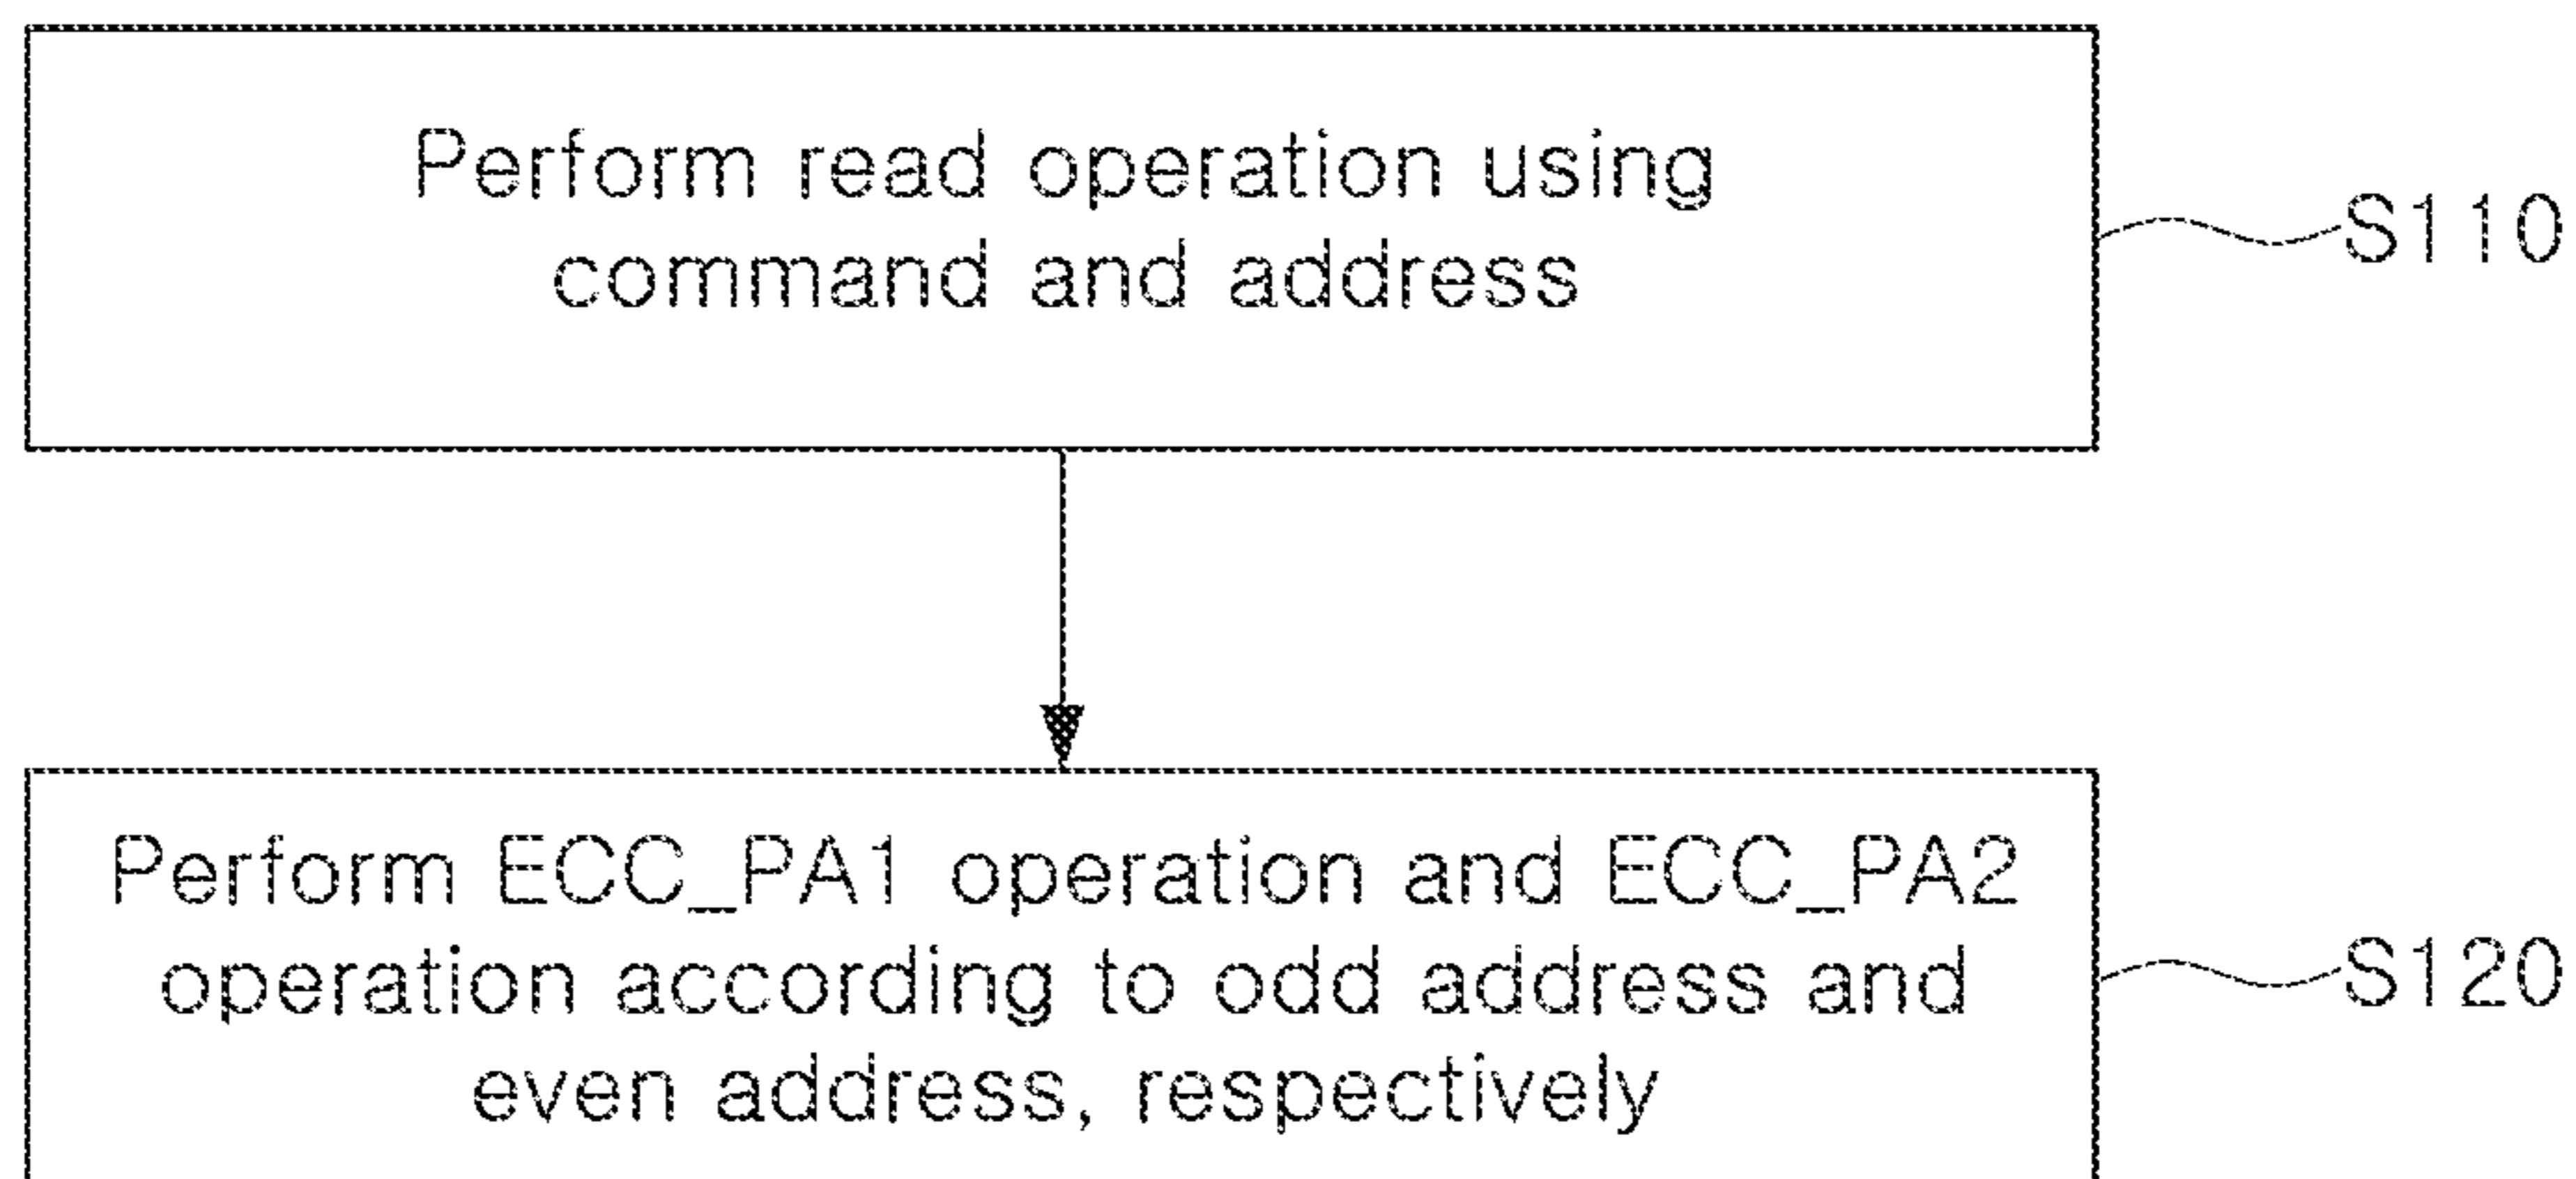 Perform read operation using
command and address
S110
Perform ECC_PA1 operation and ECC_PA2
operation according to odd address and
even address, respectively
S120